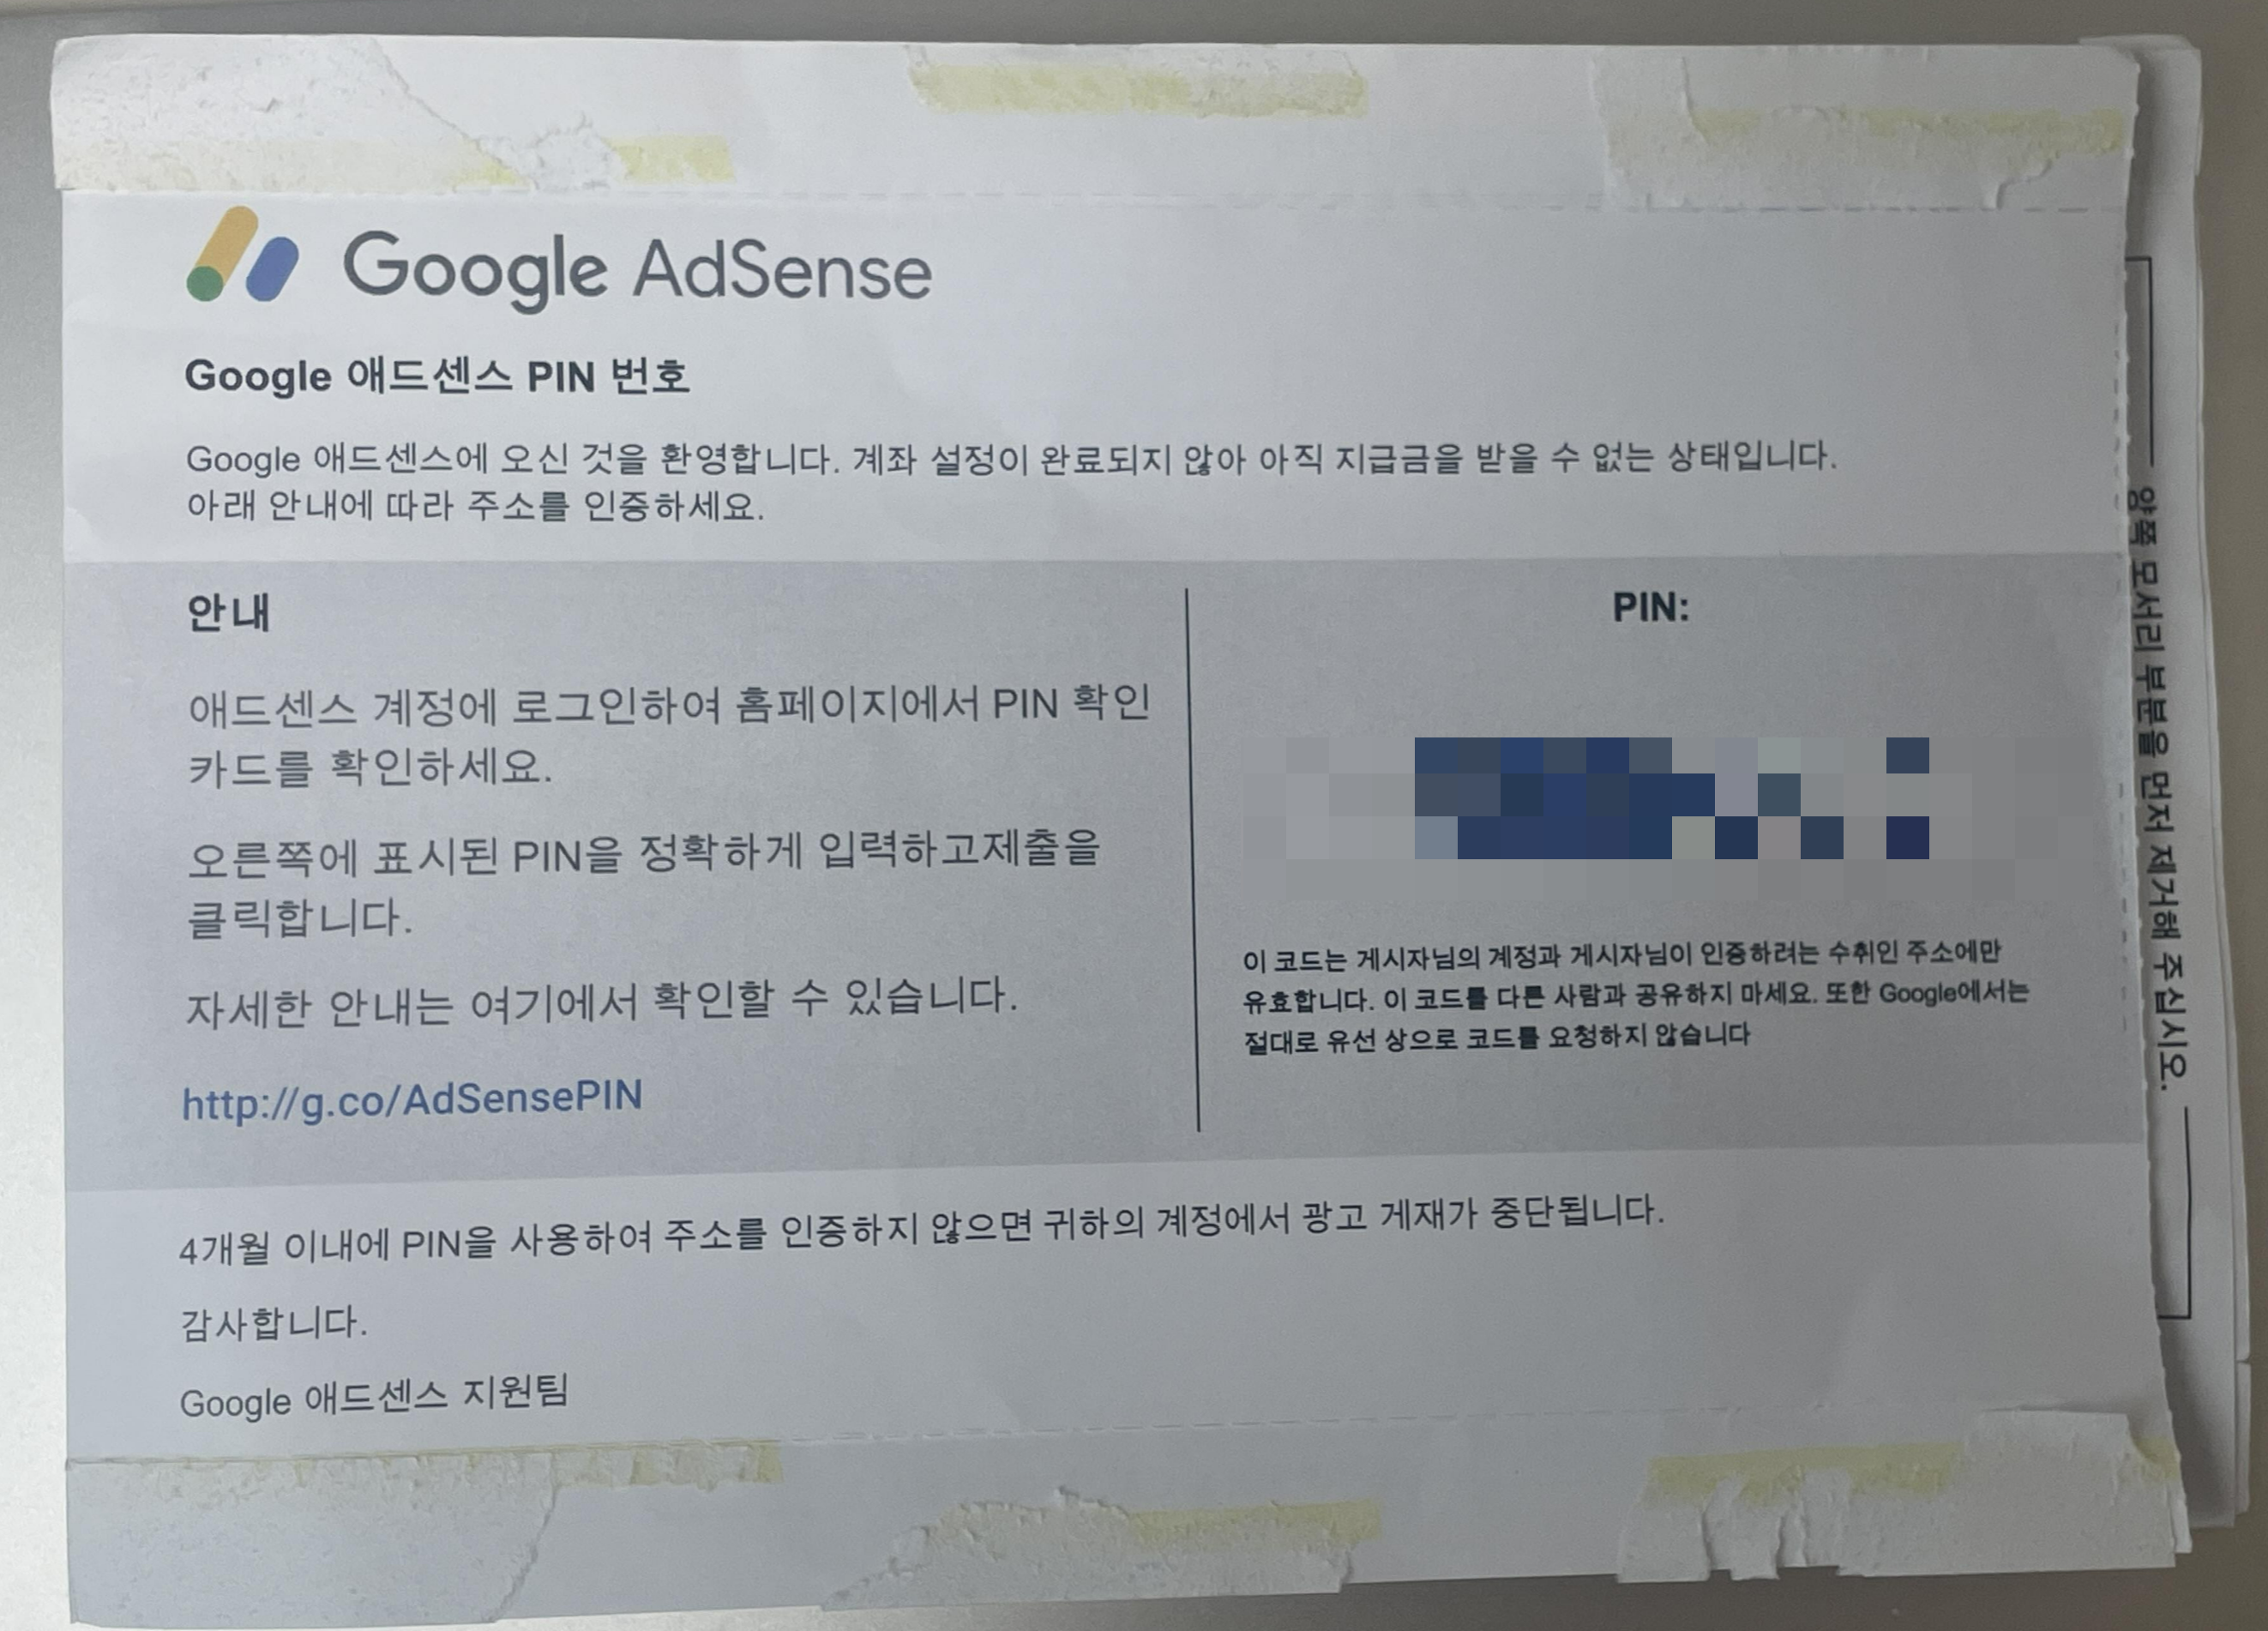 Google AdSense
Google 애드센스 PIN 번호
Google 애드센스에 오신 것을 환영합니다. 계좌 설정이 완료되지 않아 아직 지급금을 받을 수 없는 상태입니다.
아래 안내에 따라 주소를 인증하세요.
안내
애드센스 계정에 로그인하여 홈페이지에서 PIN 확인
카드를 확인하세요.
오른쪽에 표시된 PIN을 정확하게 입력하고제출을
클릭합니다.
자세한 안내는 여기에서 확인할 수 있습니다.
http://g.co/AdSensePIN
PIN:
이 코드는 게시자님의 계정과 게시자님이 인증하려는 수취인 주소에만
유효합니다. 이 코드를 다른 사람과 공유하지 마세요. 또한 Google에서는
절대로 유선 상으로 코드를 요청하지 않습니다
4개월 이내에 PIN을 사용하여 주소를 인증하지 않으면 귀하의 계정에서 광고 게재가 중단됩니다.
감사합니다.
Google 애드센스 지원팀
양쪽 모서리 부분을 먼저 제거해 주십시오.